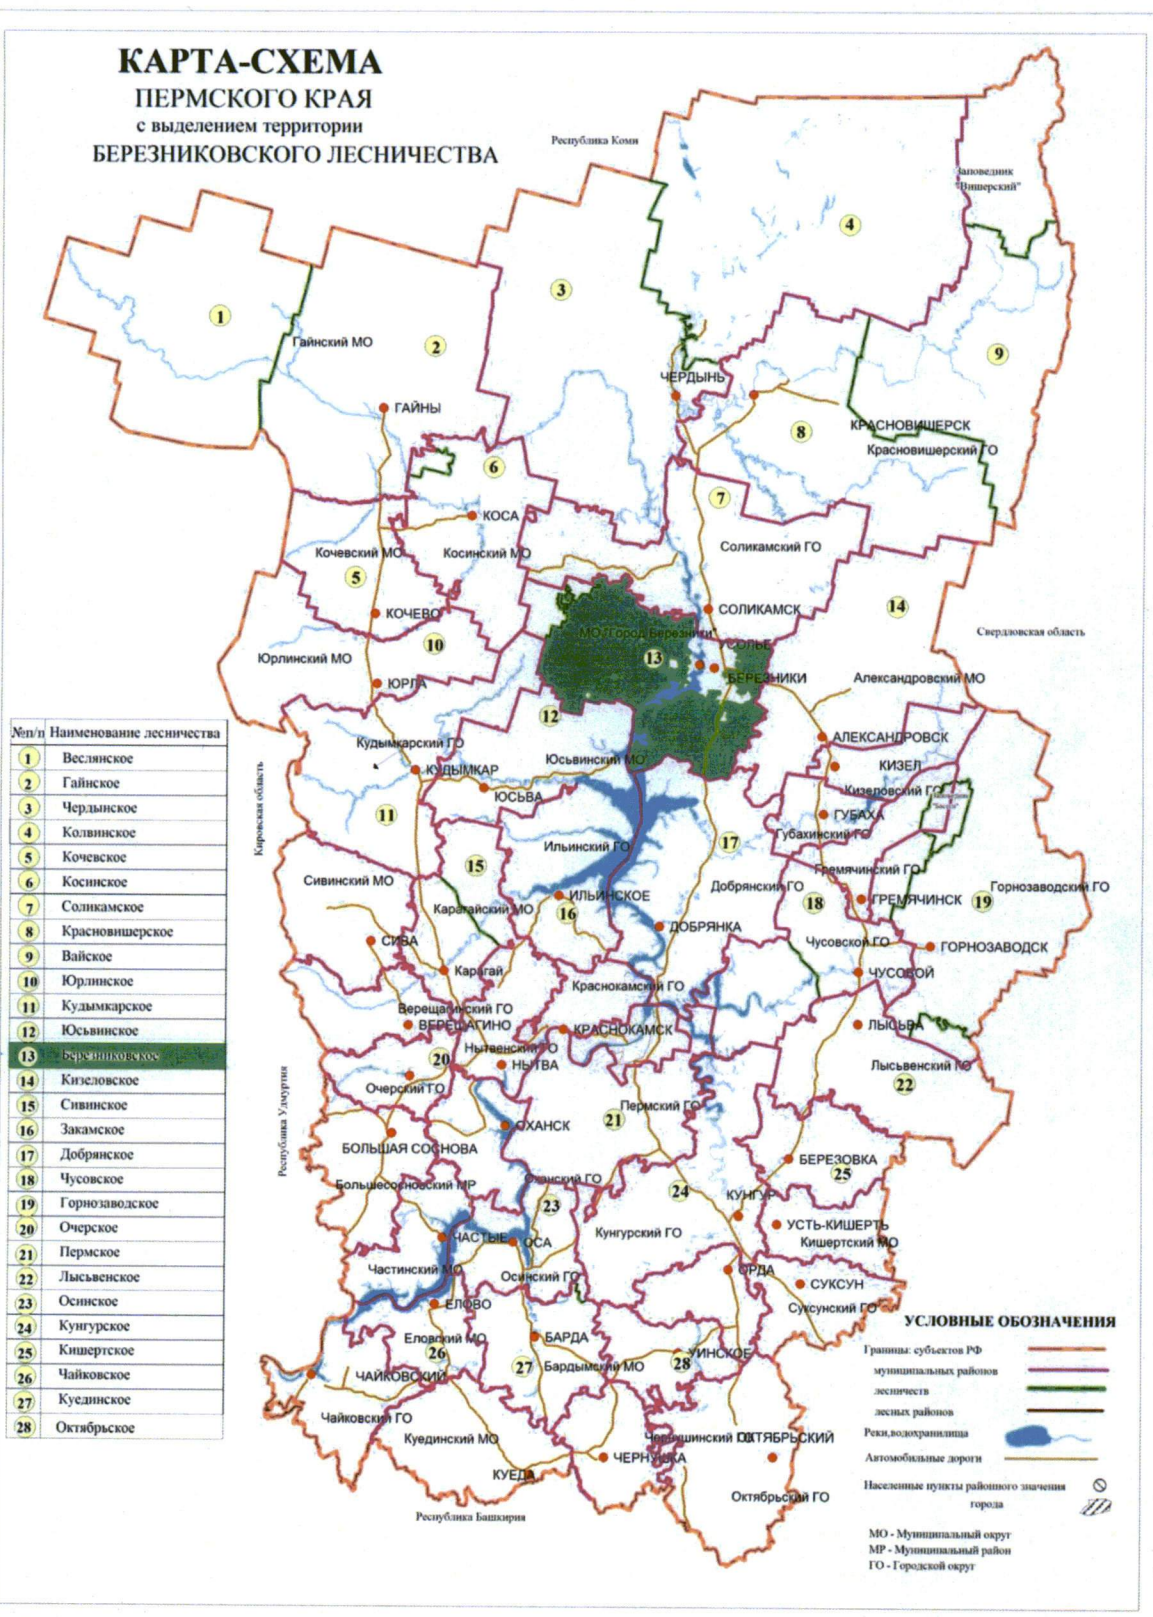 КАРТА-СХЕМА
ПЕРМСКОГО КРАЯ
с выделением территории
БЕРЕЗНИКОВСКОГО ЛЕСНИЧЕСТВА
Республика Коми
Заповедник
"Вишерский"
4
3
1
Гайнский МО
2
9
ЧЕРДЫНЬ
ГАЙНЫ
8
КРАСНОВИШЕРСК
Красновишерский ГО
6
7
КОСА
Соликамский ГО
Кочевский МО
Косинский МО
5
14
КОЧЕВО
СОЛИКАМСК
Свердловская область
МО "Город Березники"
10
УСОЛЬЕ
Юрлинский МО
13
БЕРЕЗНИКИ
Александровский МО
ЮРЛА
12
АЛЕКСАНДРОВСК
Кудымкарский ГО
Юсьвинский МО
КИЗЕЛ
КУДЫМКАР
Кировская область
ЮСЬВА
Кизеловский ГО
11
ГУБАХА
Губахинский ГО
17
Ильинский ГО
15
Гремячинский ГО
Сивинский МО
Добрянский ГО
Горнозаводский ГО
ИЛЬИНСКОЕ
18
ГРЕМЯЧИНСК
19
Карагайский МО
16
ДОБРЯНКА
СИВА
Чусовской ГО
ГОРНОЗАВОДСК
Карагай
ЧУСОВОЙ
Краснокамский ГО
Верещагинский ГО
ВЕРЕЩАГИНО
КРАСНОКАМСК
ЛЫСЬВА
Нытвенский ГО
20
НЫТВА
Лысьвенский ГО
22
Очерский ГО
Республика Удмуртия
Пермский ГО
21
ОХАНСК
БОЛЬШАЯ СОСНОВА
БЕРЕЗОВКА
25
Большесосновский МР
Оханский ГО
24
КУНГУР
23
УСТЬ-КИШЕРТЬ
ЧАСТЫЕ
ОСА
Кунгурский ГО
Кишертский МО
Частинский МО
Осинский ГО
ОРДА
СУКСУН
ЕЛОВО
Суксунский ГО
Еловский МО
БАРДА
26
27
Бардымский МО
28
УИНСКОЕ
ЧАЙКОВСКИЙ
Чайковский ГО
Куединский МО
Чернушинский ГО
ОКТЯБРЬСКИЙ
КУЕДА
ЧЕРНУШКА
Октябрьский ГО
Республика Башкирия
№п/п Наименование лесничества
1 Веслянское
2 Гайнское
3 Чердынское
4 Колвинское
5 Кочевское
6 Косинское
7 Соликамское
8 Красновишерское
9 Вайское
10 Юрлинское
11 Кудымкарское
12 Юсьвинское
13 Березниковское
14 Кизеловское
15 Сивинское
16 Закамское
17 Добрянское
18 Чусовское
19 Горнозаводское
20 Очерское
21 Пермское
22 Лысьвенское
23 Осинское
24 Кунгурское
25 Кишертское
26 Чайковское
27 Куединское
28 Октябрьское
УСЛОВНЫЕ ОБОЗНАЧЕНИЯ
Границы: субъектов РФ
муниципальных районов
лесничеств
лесных районов
Реки,водохранилища
Автомобильные дороги
Населенные пункты районного значения
города
МО - Муниципальный округ
МР - Муниципальный район
ГО - Городской округ